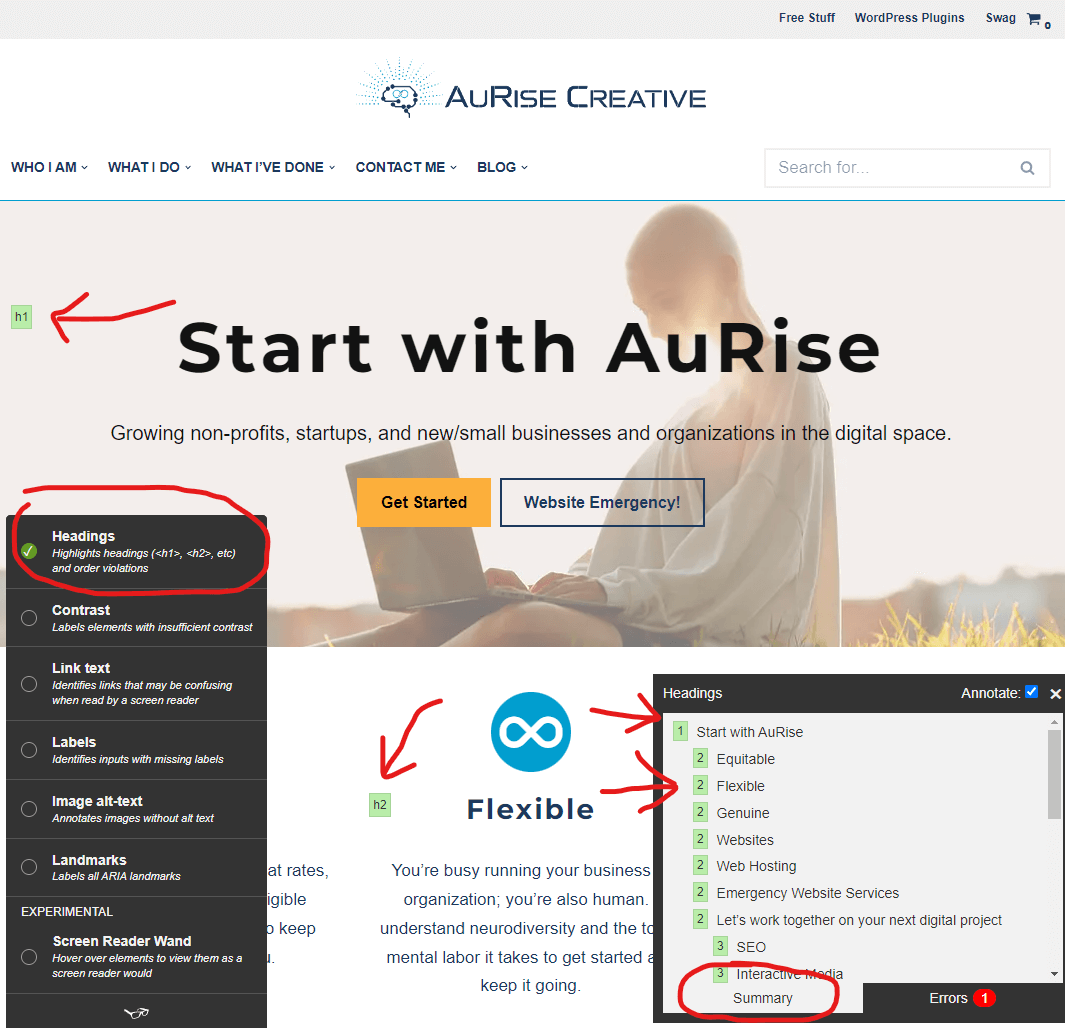 Free Stuff WordPress Plugins Swag 0
AuRise Creative
WHO I AM WHAT I DO WHAT I'VE DONE CONTACT ME BLOG
Search for...
h1
Start with AuRise
Growing non-profits, startups, and new/small businesses and organizations in the digital space.
Get Started Website Emergency!
Headings
Highlights headings (<h1>, <h2>, etc)
and order violations
Contrast
Labels elements with insufficient contrast
Link text
Identifies links that may be confusing
when read by a screen reader
Labels
Identifies inputs with missing labels
Image alt-text
Annotates images without alt text
Landmarks
Labels all ARIA landmarks
EXPERIMENTAL
Screen Reader Wand
Hover over elements to view them as a
screen reader would
at rates,
igible
o keep
u.
h2
Flexible
You're busy running your business
organization; you're also human.
understand neurodiversity and the to
mental labor it takes to get started a
keep it going.
Headings Annotate:
1 Start with AuRise
2 Equitable
2 Flexible
2 Genuine
2 Websites
2 Web Hosting
2 Emergency Website Services
2 Let's work together on your next digital project
3 SEO
3 Interactive Media
Summary Errors 1